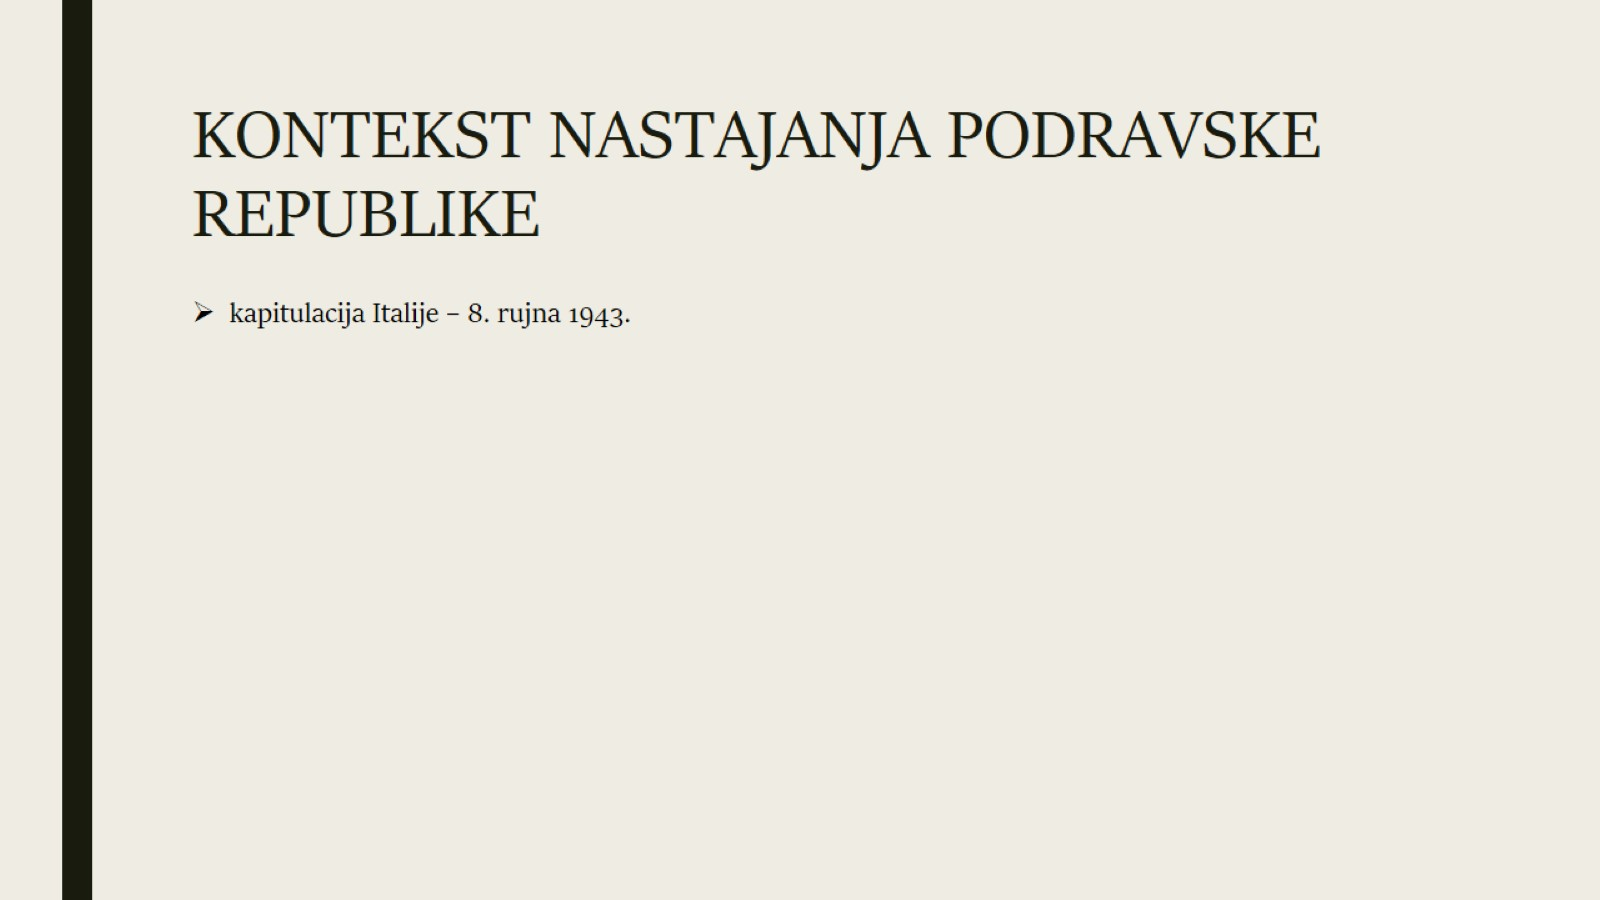 KONTEKST NASTAJANJA PODRAVSKE
REPUBLIKE
➢ kapitulacija Italije – 8. rujna 1943.